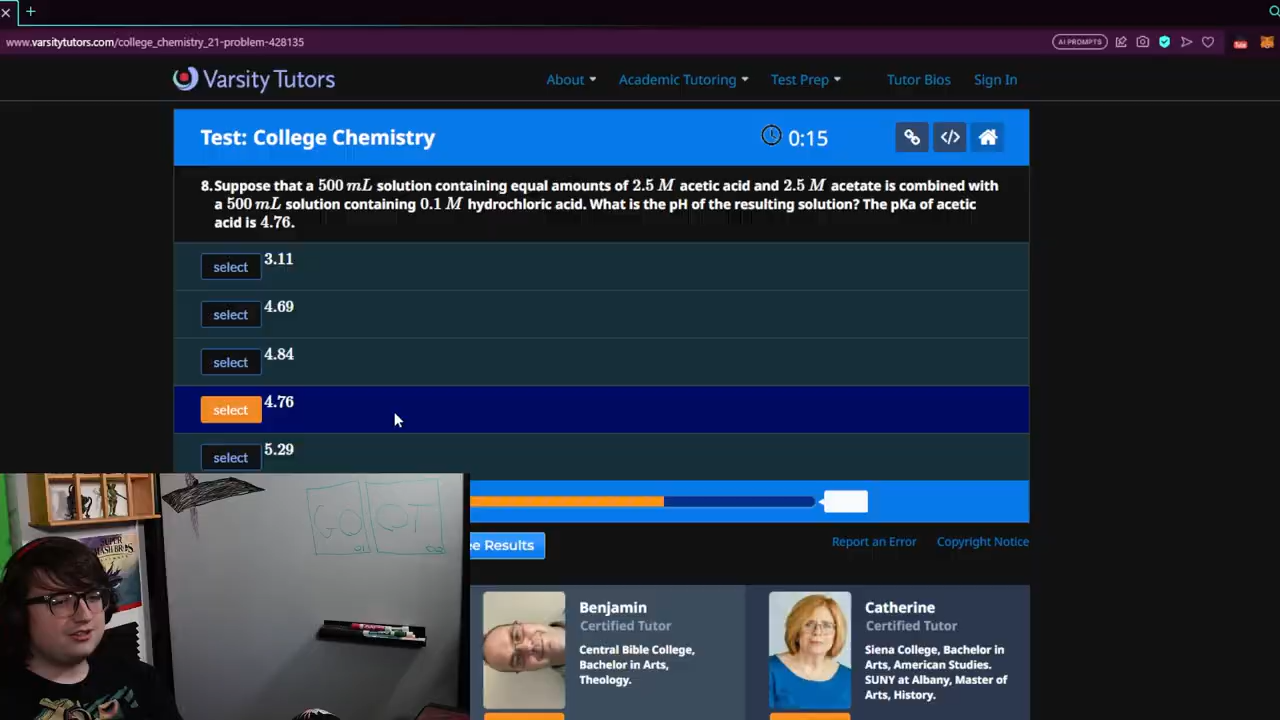 www.varsitytutors.com/college_chemistry_21-problem-428135
AI PROMPTS
Varsity Tutors
About
Academic Tutoring
Test Prep
Tutor Bios
Sign In
Test: College Chemistry
0:15
8. Suppose that a 500 mL solution containing equal amounts of 2.5 M acetic acid and 2.5 M acetate is combined with
a 500 mL solution containing 0.1 M hydrochloric acid. What is the pH of the resulting solution? The pKa of acetic
acid is 4.76.
select 3.11
select 4.69
select 4.84
select 4.76
select 5.29
GO OT
SMASH BROS
e Results
Report an Error
Copyright Notice
Benjamin
Certified Tutor
Central Bible College,
Bachelor in Arts,
Theology.
Catherine
Certified Tutor
Siena College, Bachelor in
Arts, American Studies.
SUNY at Albany, Master of
Arts, History.